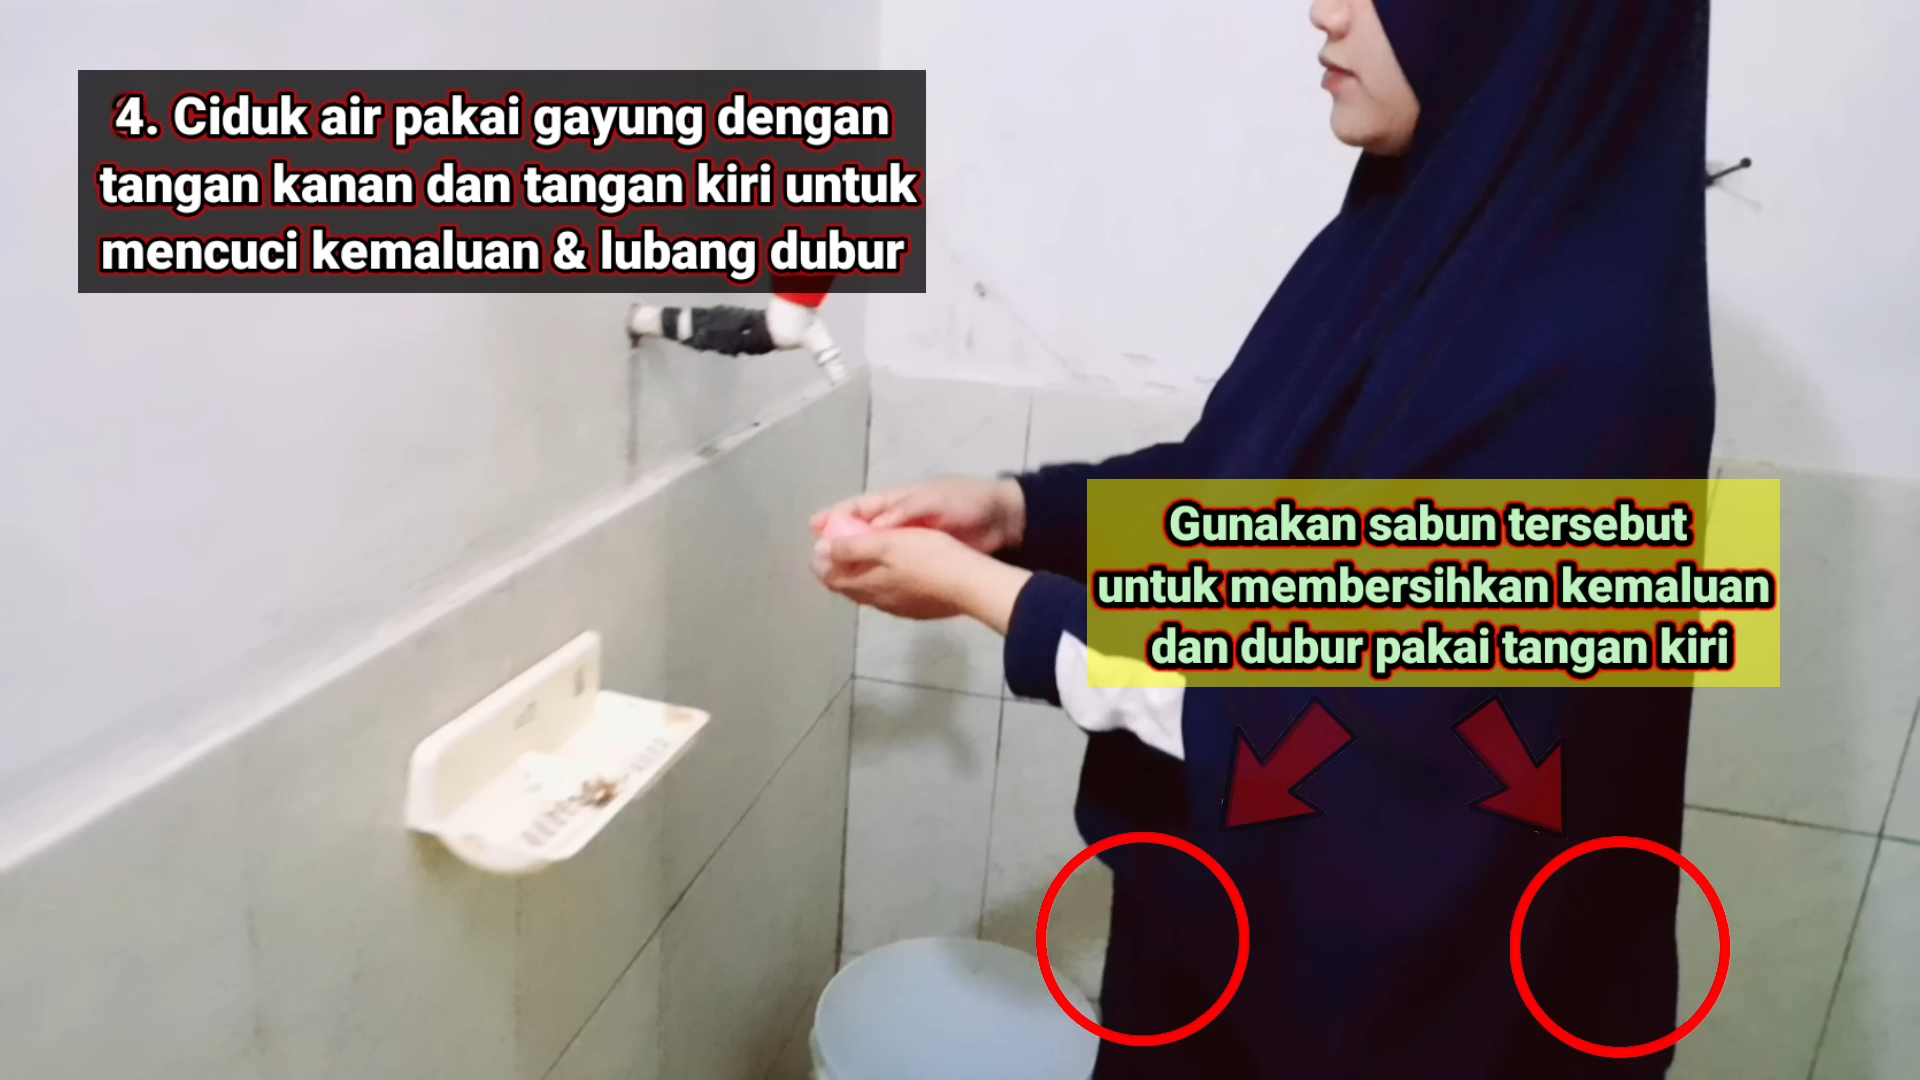 4. Ciduk air pakai gayung dengan
tangan kanan dan tangan kiri untuk
mencuci kemaluan & lubang dubur
Gunakan sabun tersebut
untuk membersihkan kemaluan
dan dubur pakai tangan kiri